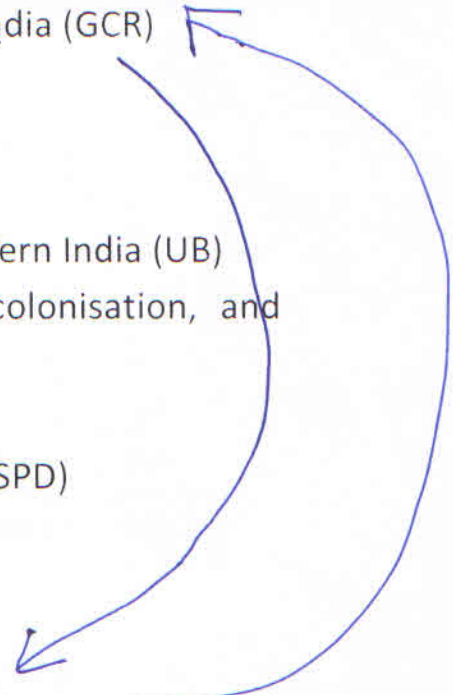 dia (GCR)
ern India (UB)
colonisation, and
SPD)